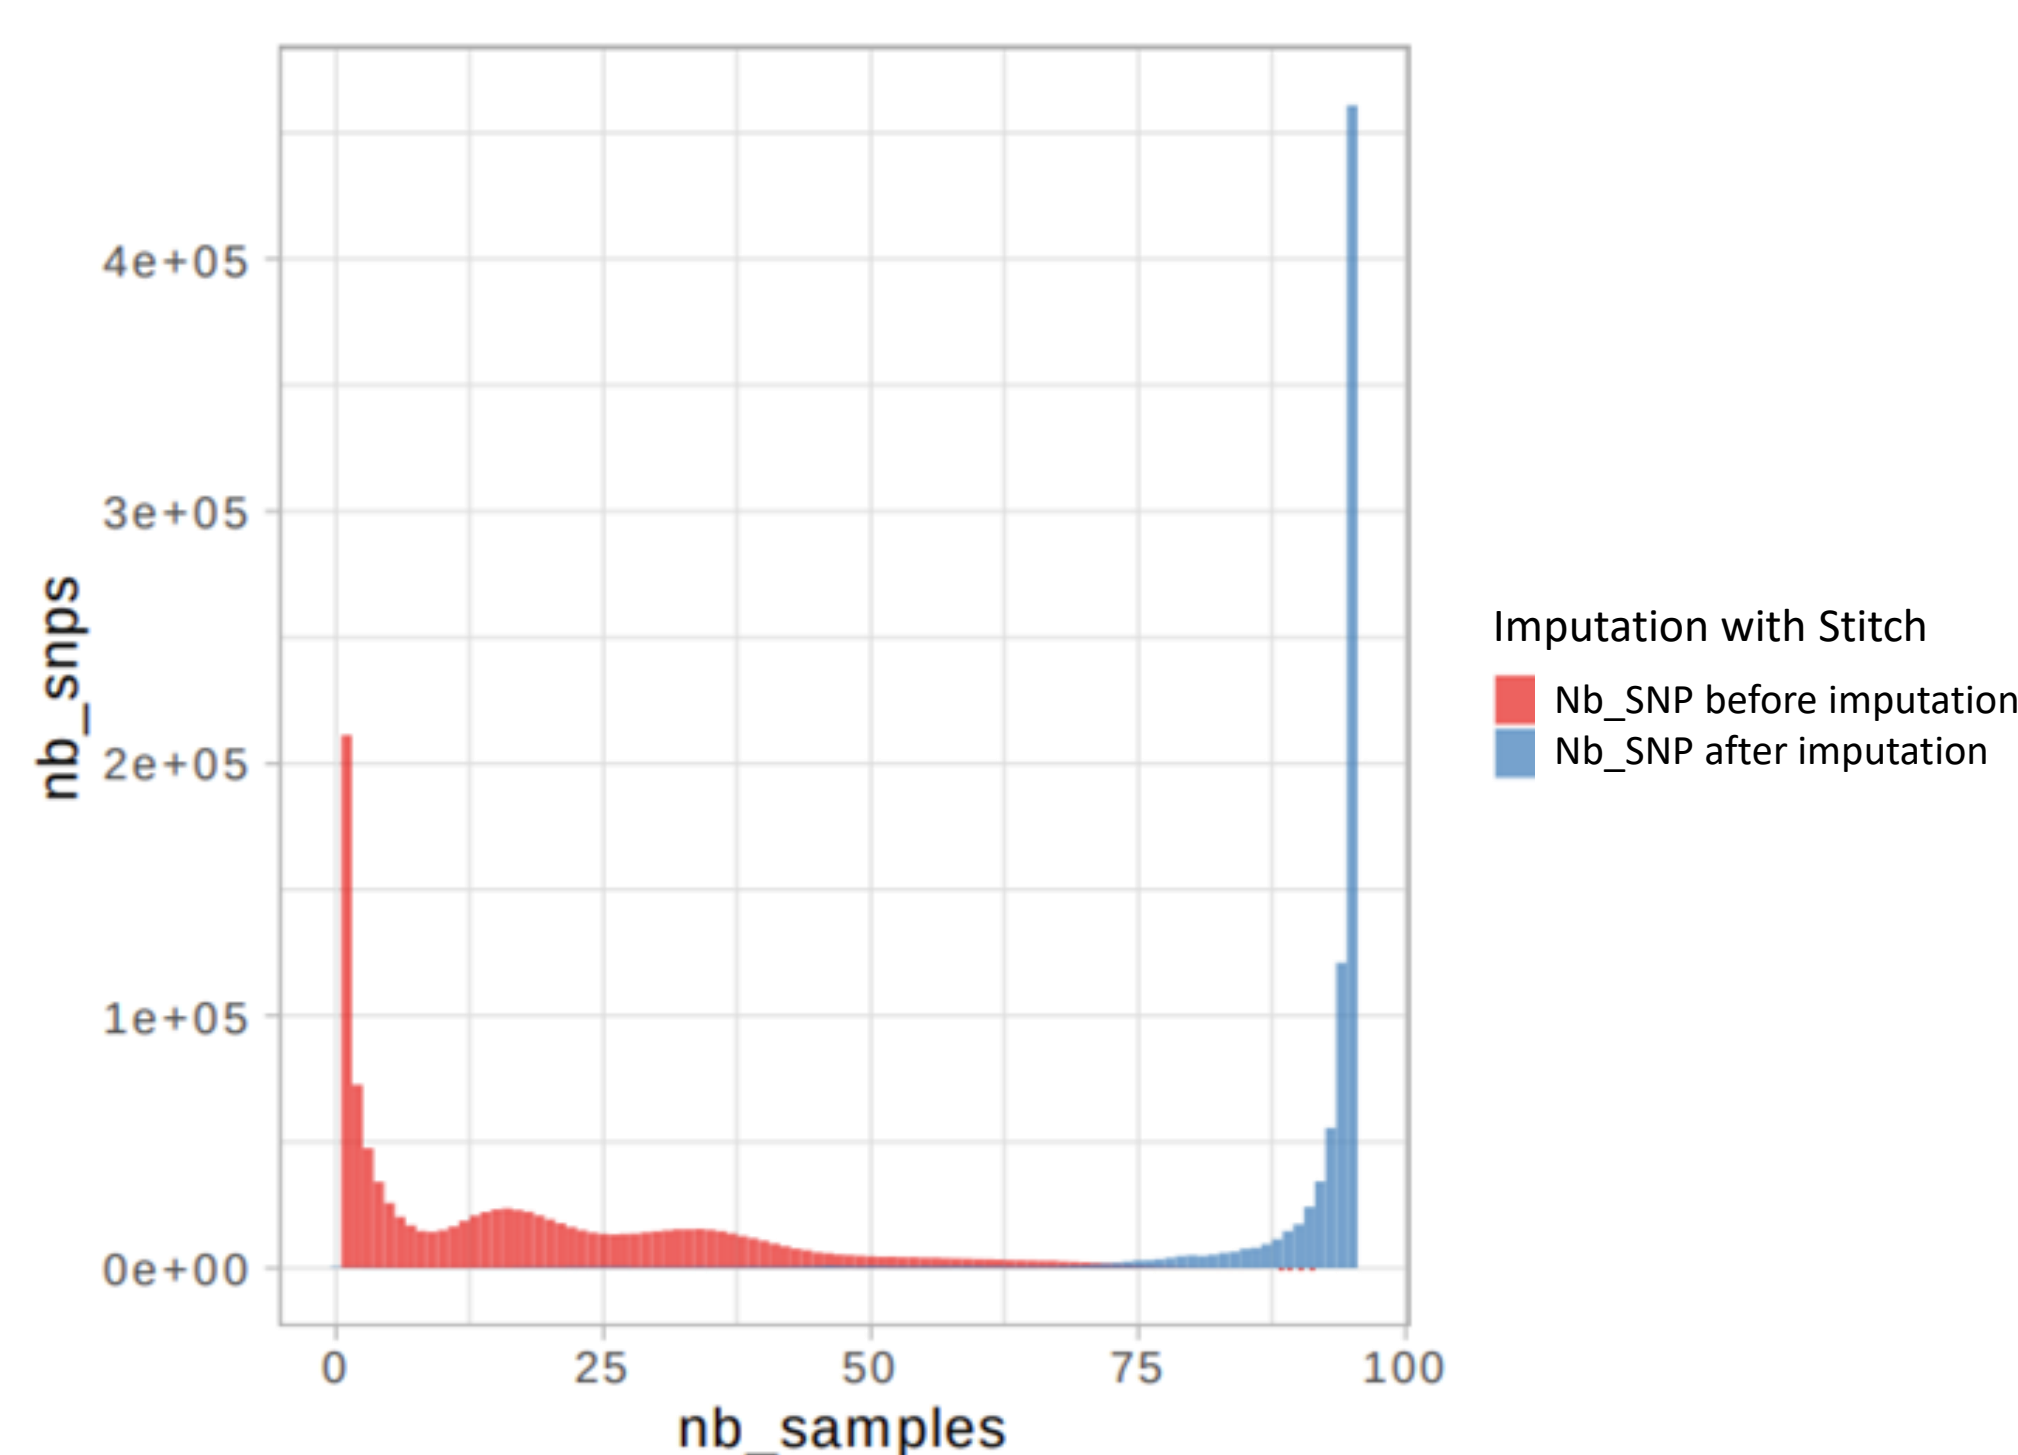 nb_snps
4e+05
3e+05
2e+05
1e+05
0e+00
0 25 50 75 100
nb_samples
Imputation with Stitch
Nb_SNP before imputation
Nb_SNP after imputation